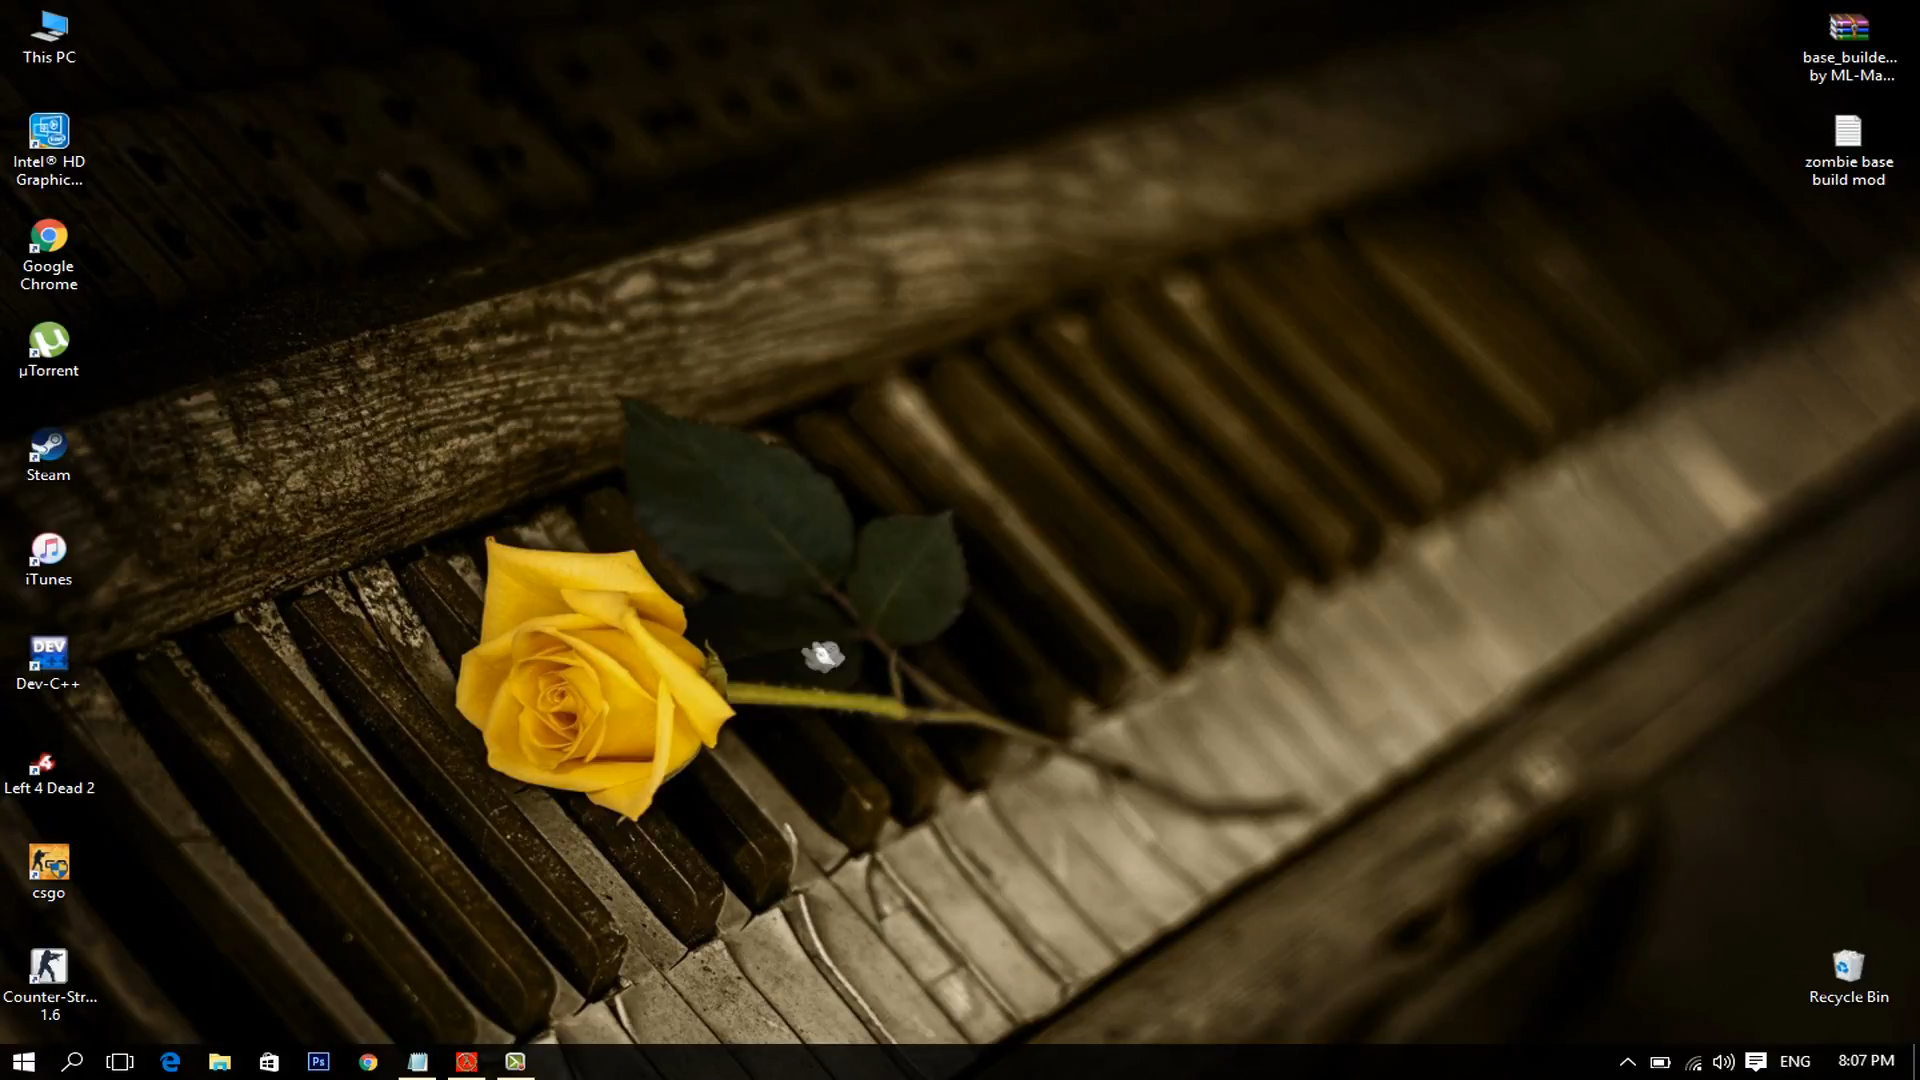 This PC
Intel® HD
Graphic...
Google
Chrome
µTorrent
Steam
iTunes
DEV
Dev-C++
Left 4 Dead 2
csgo
Counter-Str...
1.6
base_builde...
by ML-Ma...
zombie base
build mod
Recycle Bin
Ps
ENG
8:07 PM